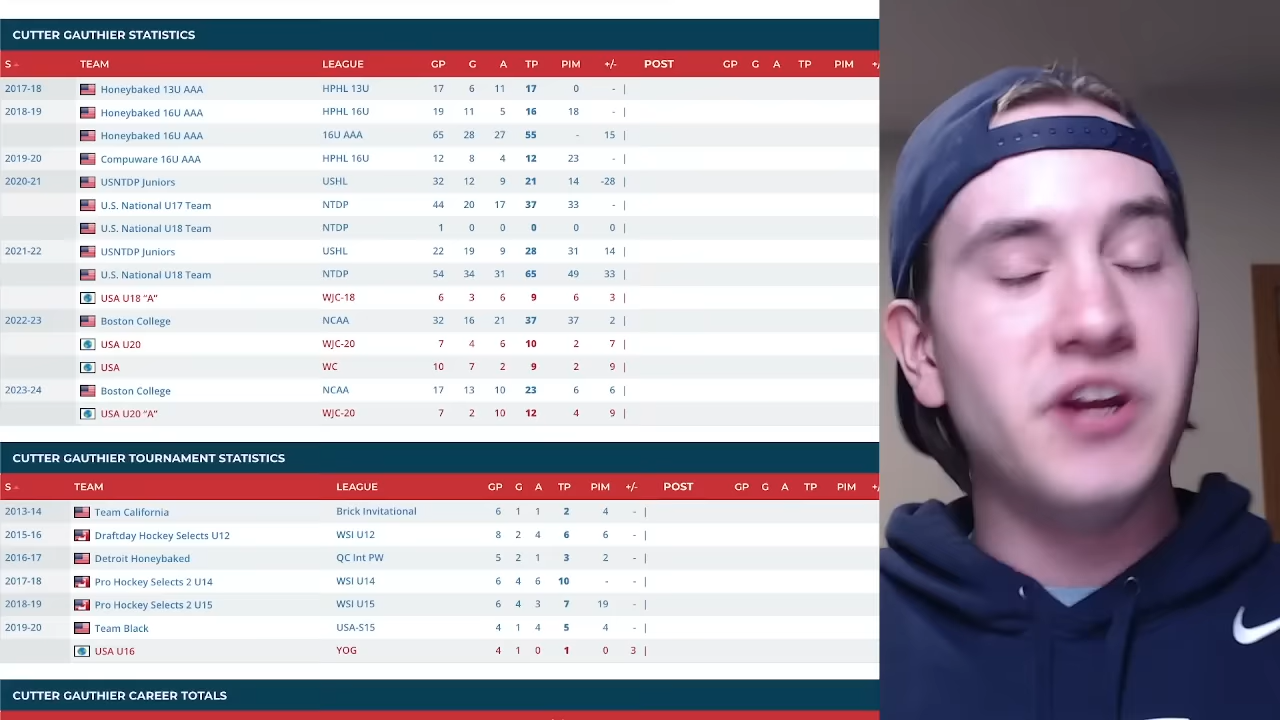 CUTTER GAUTHIER STATISTICS
S TEAM LEAGUE GP G A TP PIM +/- POST GP G A TP PIM +/
2017-18 Honeybaked 13U AAA HPHL 13U 17 6 11 17 0 - |
2018-19 Honeybaked 16U AAA HPHL 16U 19 11 5 16 18 - |
Honeybaked 16U AAA 16U AAA 65 28 27 55 - 15 |
2019-20 Compuware 16U AAA HPHL 16U 12 8 4 12 23 - |
2020-21 USNTDP Juniors USHL 32 12 9 21 14 -28 |
U.S. National U17 Team NTDP 44 20 17 37 33 - |
U.S. National U18 Team NTDP 1 0 0 0 0 0 |
2021-22 USNTDP Juniors USHL 22 19 9 28 31 14 |
U.S. National U18 Team NTDP 54 34 31 65 49 33 |
USA U18 "A" WJC-18 6 3 6 9 6 3 |
2022-23 Boston College NCAA 32 16 21 37 37 2 |
USA U20 WJC-20 7 4 6 10 2 7 |
USA WC 10 7 2 9 2 9 |
2023-24 Boston College NCAA 17 13 10 23 6 6 |
USA U20 "A" WJC-20 7 2 10 12 4 9 |
CUTTER GAUTHIER TOURNAMENT STATISTICS
S TEAM LEAGUE GP G A TP PIM +/- POST GP G A TP PIM +/
2013-14 Team California Brick Invitational 6 1 1 2 4 - |
2015-16 Draftday Hockey Selects U12 WSI U12 8 2 4 6 6 - |
2016-17 Detroit Honeybaked QC Int PW 5 2 1 3 2 - |
2017-18 Pro Hockey Selects 2 U14 WSI U14 6 4 6 10 - - |
2018-19 Pro Hockey Selects 2 U15 WSI U15 6 4 3 7 19 - |
2019-20 Team Black USA-S15 4 1 4 5 4 - |
USA U16 YOG 4 1 0 1 0 3 |
CUTTER GAUTHIER CAREER TOTALS